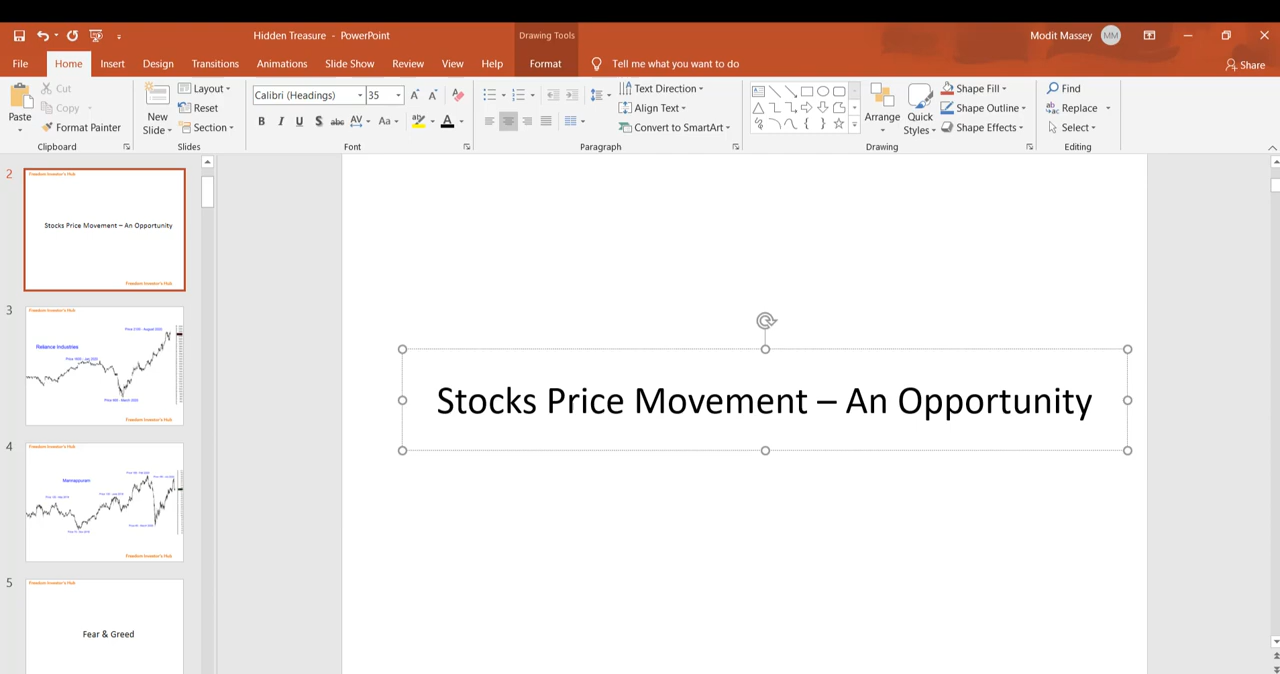 Hidden Treasure - PowerPoint
Drawing Tools
Modit Massey
MM
File
Home
Insert
Design
Transitions
Animations
Slide Show
Review
View
Help
Format
Tell me what you want to do
Share
Paste
Cut
Copy
Format Painter
Clipboard
New
Slide
Layout
Reset
Section
Slides
Calibri (Headings)
35
B
I
U
S
abc
AV
Aa
A
Font
Text Direction
Align Text
Convert to SmartArt
Paragraph
Arrange
Quick
Styles
Shape Fill
Shape Outline
Shape Effects
Drawing
Find
Replace
Select
Editing
2
Freedom Investor's Hub
Stocks Price Movement – An Opportunity
Freedom Investor's Hub
3
Freedom Investor's Hub
Reliance Industries
Freedom Investor's Hub
4
Freedom Investor's Hub
Mannappuram
Freedom Investor's Hub
5
Freedom Investor's Hub
Fear & Greed
Stocks Price Movement – An Opportunity